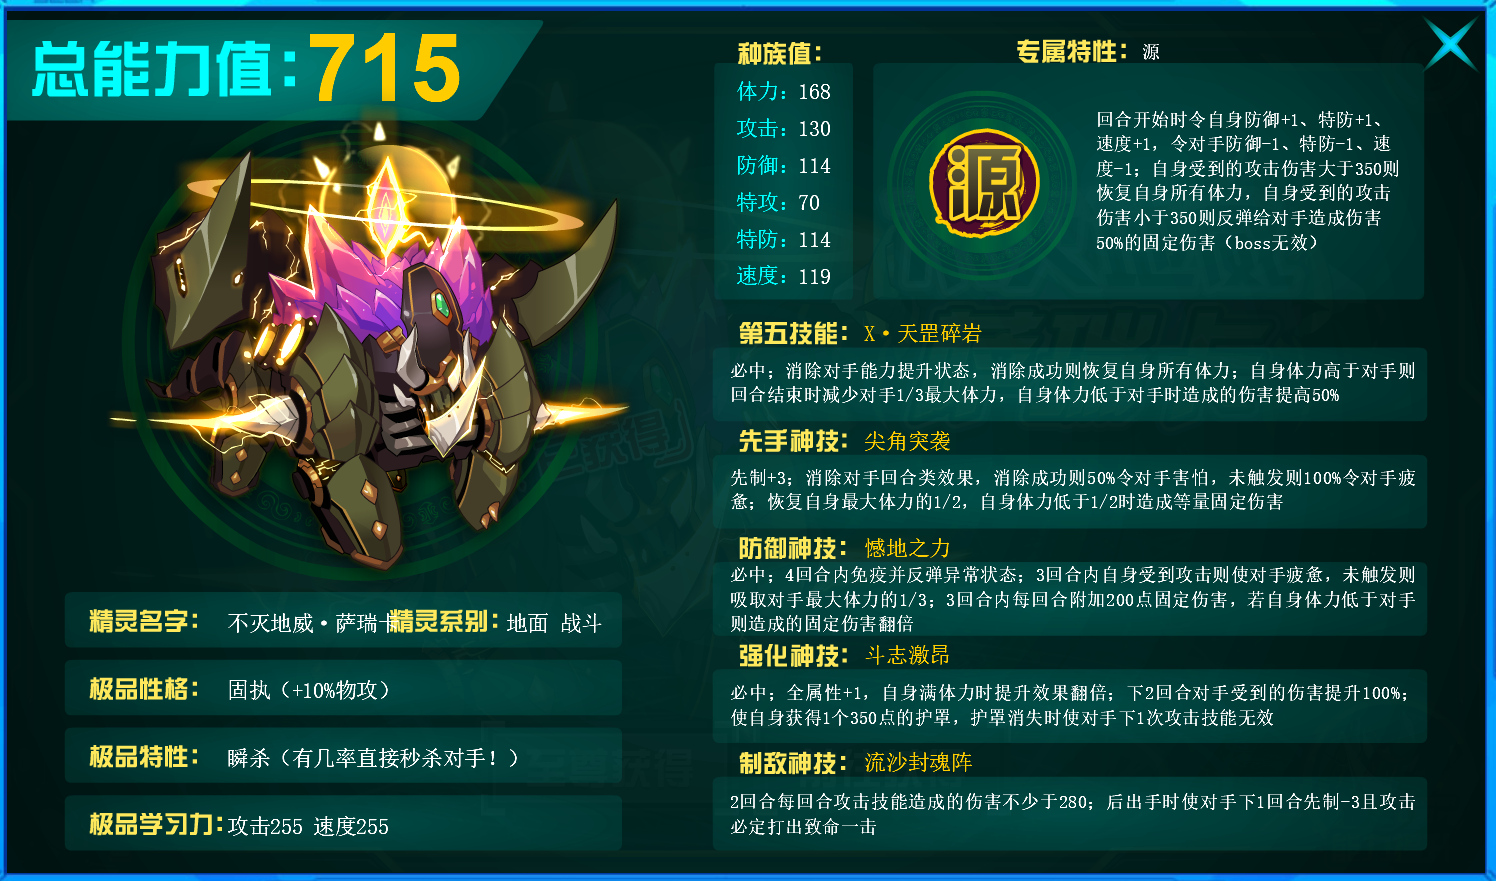 总能力值:715
种族值:
体力: 168
攻击: 130
防御: 114
特攻: 70
特防: 114
速度: 119
专属特性: 源
源
回合开始时令自身防御+1、特防+1、
速度+1，令对手防御-1、特防-1、速
度-1；自身受到的攻击伤害大于350则
恢复自身所有体力，自身受到的攻击
伤害小于350则反弹给对手造成伤害
50%的固定伤害（boss无效）
第五技能: X·天罡碎岩
必中；消除对手能力提升状态，消除成功则恢复自身所有体力；自身体力高于对手则
回合结束时减少对手1/3最大体力，自身体力低于对手时造成的伤害提高50%
先手神技: 尖角突袭
先制+3；消除对手回合类效果，消除成功则50%令对手害怕，未触发则100%令对手疲
惫；恢复自身最大体力的1/2，自身体力低于1/2时造成等量固定伤害
防御神技: 憾地之力
必中；4回合内免疫并反弹异常状态；3回合内自身受到攻击则使对手疲惫，未触发则
吸取对手最大体力的1/3；3回合内每回合附加200点固定伤害，若自身体力低于对手
则造成的固定伤害翻倍
强化神技: 斗志激昂
必中；全属性+1，自身满体力时提升效果翻倍；下2回合对手受到的伤害提升100%；
使自身获得1个350点的护罩，护罩消失时使对手下1次攻击技能无效
制敌神技: 流沙封魂阵
2回合每回合攻击技能造成的伤害不少于280；后出手时使对手下1回合先制-3且攻击
必定打出致命一击
精灵名字: 不灭地威·萨瑞卡 精灵系别: 地面 战斗
极品性格: 固执（+10%物攻）
极品特性: 瞬杀（有几率直接秒杀对手！）
极品学习力: 攻击255 速度255